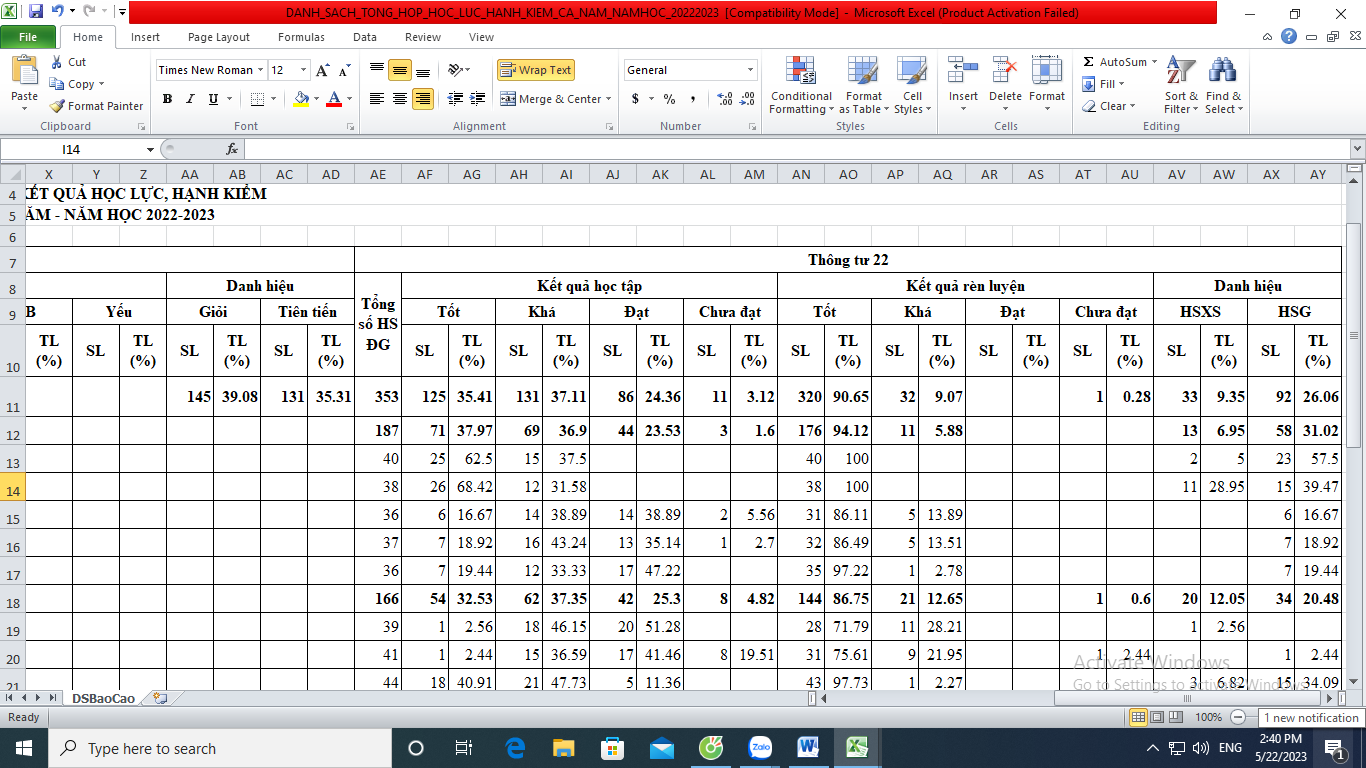 DANH_SACH_TONG_HOP_HOC_LUC_HANH_KIEM_CA_NAM_NAMHOC_20222023 [Compatibility Mode] - Microsoft Excel (Product Activation Failed)
File Home Insert Page Layout Formulas Data Review View
Paste Cut Copy Format Painter
Times New Roman 12 Wrap Text General
B I U Merge & Center $ % ,
Conditional Formatting Format as Table Cell Styles Insert Delete Format
Σ AutoSum Fill Clear Sort & Filter Find & Select
Clipboard Font Alignment Number Styles Cells Editing
I14 fx
X Y Z AA AB AC AD AE AF AG AH AI AJ AK AL AM AN AO AP AQ AR AS AT AU AV AW AX AY
4 KẾT QUẢ HỌC LỰC, HẠNH KIỂM
5 ĂM - NĂM HỌC 2022-2023
6
7 Thông tư 22
8 Danh hiệu Tổng số HS ĐG Kết quả học tập Kết quả rèn luyện Danh hiệu
9 B Yếu Giỏi Tiên tiến Tốt Khá Đạt Chưa đạt Tốt Khá Đạt Chưa đạt HSXS HSG
10 TL (%) SL TL (%) SL TL (%) SL TL (%) SL TL (%) SL TL (%) SL TL (%) SL TL (%) SL TL (%) SL TL (%) SL TL (%) SL TL (%) SL TL (%) SL TL (%)
11 145 39.08 131 35.31 353 125 35.41 131 37.11 86 24.36 11 3.12 320 90.65 32 9.07 1 0.28 33 9.35 92 26.06
12 187 71 37.97 69 36.9 44 23.53 3 1.6 176 94.12 11 5.88 13 6.95 58 31.02
13 40 25 62.5 15 37.5 40 100 2 5 23 57.5
14 38 26 68.42 12 31.58 38 100 11 28.95 15 39.47
15 36 6 16.67 14 38.89 14 38.89 2 5.56 31 86.11 5 13.89 6 16.67
16 37 7 18.92 16 43.24 13 35.14 1 2.7 32 86.49 5 13.51 7 18.92
17 36 7 19.44 12 33.33 17 47.22 35 97.22 1 2.78 7 19.44
18 166 54 32.53 62 37.35 42 25.3 8 4.82 144 86.75 21 12.65 1 0.6 20 12.05 34 20.48
19 39 1 2.56 18 46.15 20 51.28 28 71.79 11 28.21 1 2.56
20 41 1 2.44 15 36.59 17 41.46 8 19.51 31 75.61 9 21.95 1 2.44 1 2.44
21 44 18 40.91 21 47.73 5 11.36 43 97.73 1 2.27 3 6.82 15 34.09
Activate Windows
Go to Settings to activate Windows.
DSBaoCao
Ready 100% 1 new notification
Type here to search Zalo ENG 2:40 PM 1
5/22/2023